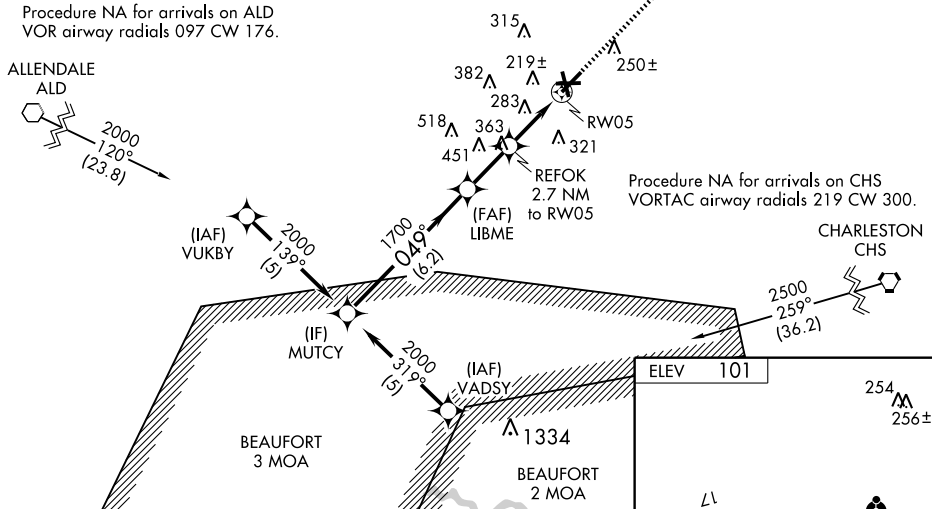 Procedure NA for arrivals on ALD
VOR airway radials 097 CW 176.
ALLENDALE
ALD
2000
120°
(23.8)
315
219±
250±
382
283
RW05
518
363
451
321
REFOK
2.7 NM
to RW05
Procedure NA for arrivals on CHS
VORTAC airway radials 219 CW 300.
(FAF)
LIBME
CHARLESTON
CHS
(IAF)
VUKBY
2000
139°
(5)
1700
049°
(6.2)
2500
259°
(36.2)
(IF)
MUTCY
2000
319°
(5)
(IAF)
VADSY
ELEV 101
254
256±
1334
BEAUFORT
3 MOA
BEAUFORT
2 MOA
17